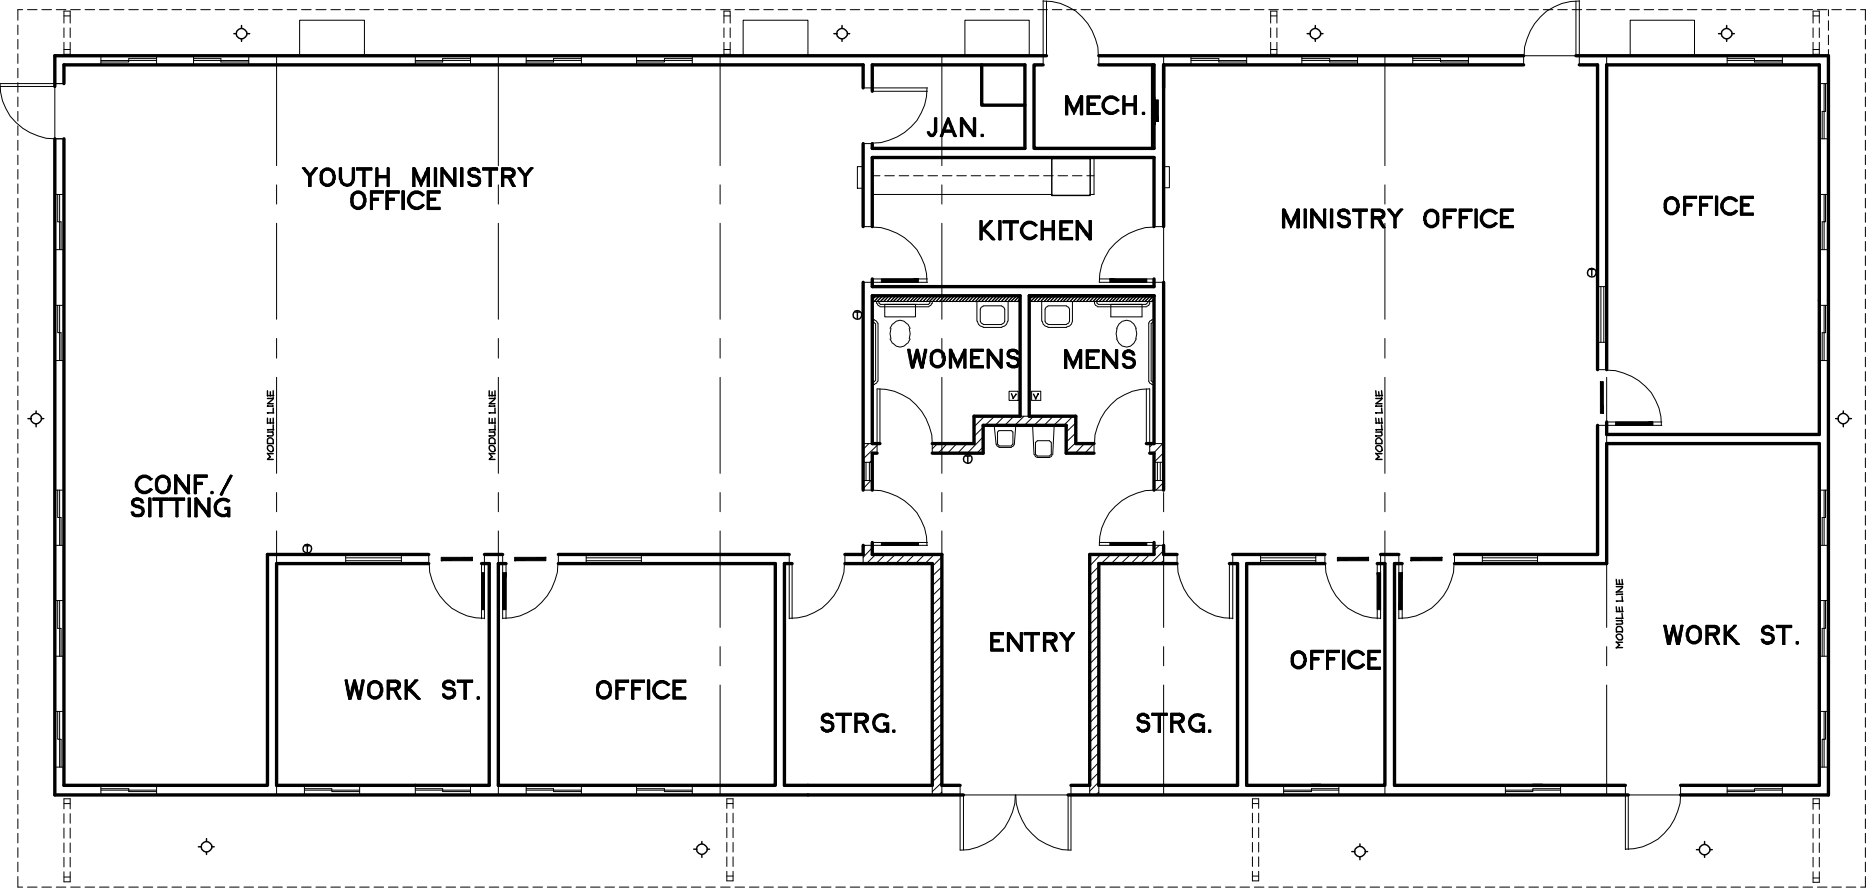 MECH.
JAN.
YOUTH MINISTRY
OFFICE
OFFICE
MINISTRY OFFICE
KITCHEN
WOMENS
MENS
MODULE LINE
MODULE LINE
MODULE LINE
CONF./
SITTING
MODULE LINE
WORK ST.
ENTRY
OFFICE
WORK ST.
OFFICE
STRG.
STRG.